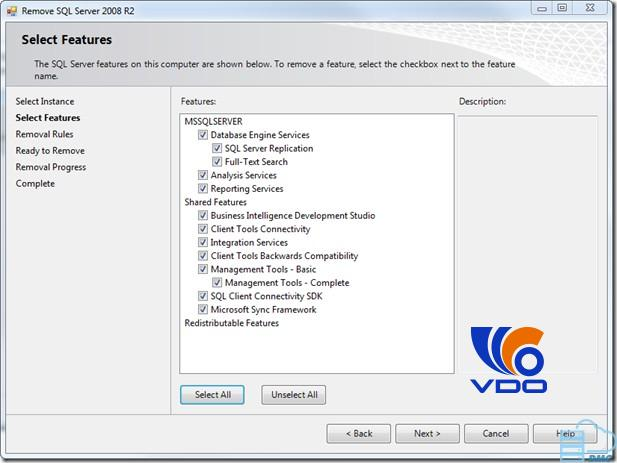 Remove SQL Server 2008 R2
Select Features
The SQL Server features on this computer are shown below. To remove a feature, select the checkbox next to the feature
name.
Select Instance
Select Features
Removal Rules
Ready to Remove
Removal Progress
Complete
Features:
MSSQLSERVER
Database Engine Services
SQL Server Replication
Full-Text Search
Analysis Services
Reporting Services
Shared Features
Business Intelligence Development Studio
Client Tools Connectivity
Integration Services
Client Tools Backwards Compatibility
Management Tools - Basic
Management Tools - Complete
SQL Client Connectivity SDK
Microsoft Sync Framework
Redistributable Features
Description:
VDO
Select All
Unselect All
< Back
Next >
Cancel
Help